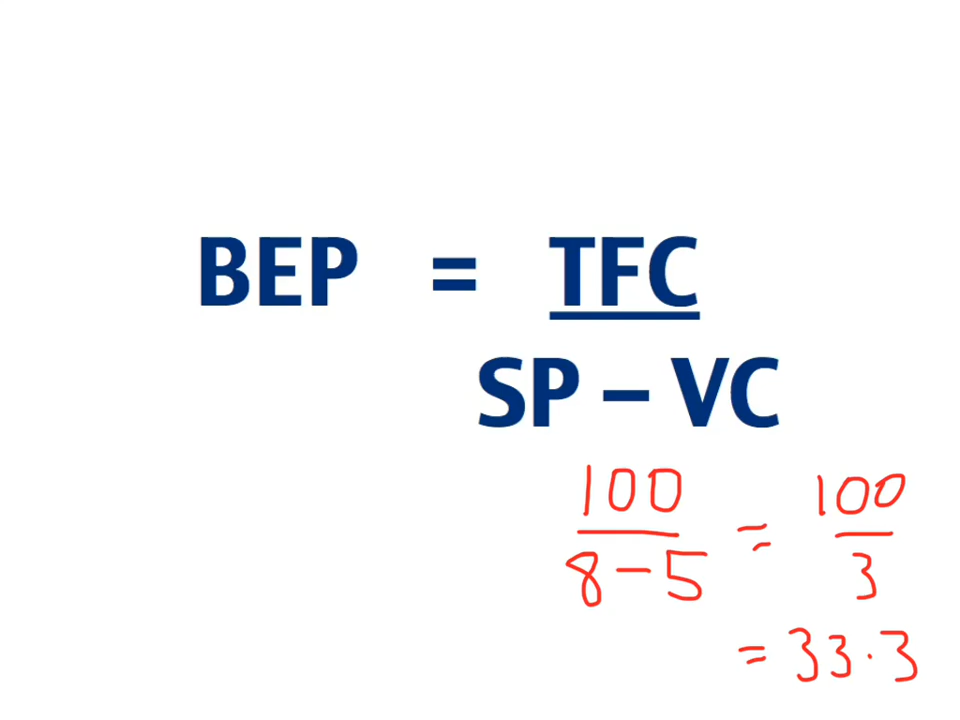 BEP = TFC
SP – VC
100 = 100
8-5 3
= 33.3